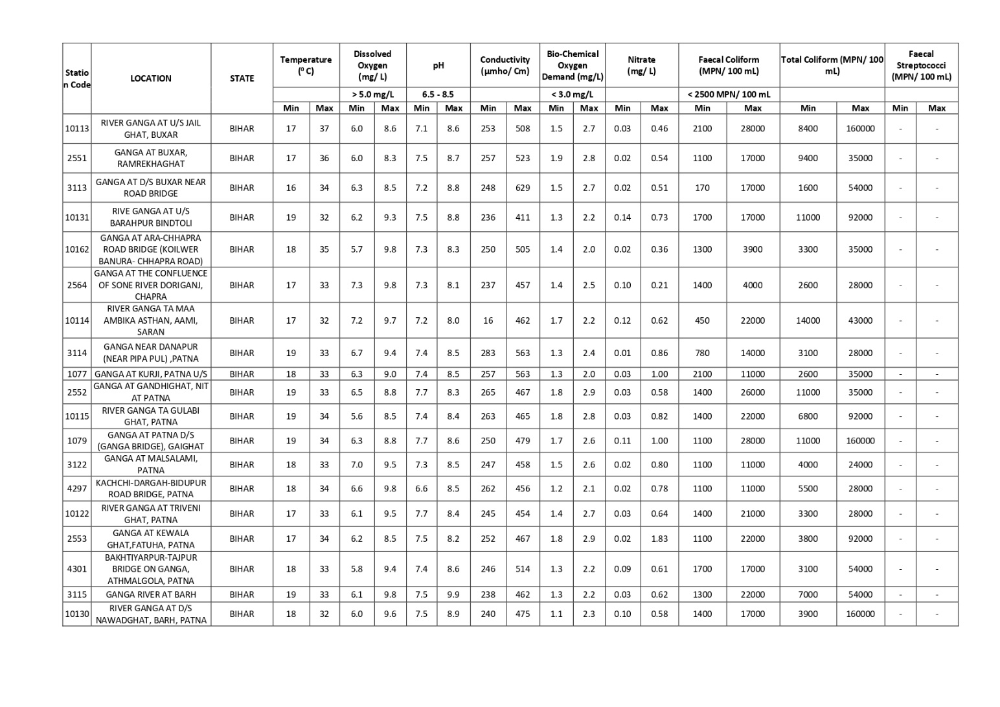 Statio
n Code
LOCATION
STATE
Temperature
(⁰ C)
Dissolved
Oxygen
(mg/ L)
pH
Conductivity
(µmho/ Cm)
Bio-Chemical
Oxygen
Demand (mg/L)
Nitrate
(mg/ L)
Faecal Coliform
(MPN/ 100 mL)
Total Coliform (MPN/ 100
mL)
Faecal
Streptococci
(MPN/ 100 mL)
> 5.0 mg/L 6.5 - 8.5 < 3.0 mg/L < 2500 MPN/ 100 mL
Min Max Min Max Min Max Min Max Min Max Min Max Min Max Min Max Min Max
RIVER GANGA AT U/S JAIL
GHAT, BUXAR
10113 BIHAR 17 37 6.0 8.6 7.1 8.6 253 508 1.5 2.7 0.03 0.46 2100 28000 8400 160000 - -
GANGA AT BUXAR,
RAMREKHAGHAT
2551 BIHAR 17 36 6.0 8.3 7.5 8.7 257 523 1.9 2.8 0.02 0.54 1100 17000 9400 35000 - -
GANGA AT D/S BUXAR NEAR
ROAD BRIDGE
3113 BIHAR 16 34 6.3 8.5 7.2 8.8 248 629 1.5 2.7 0.02 0.51 170 17000 1600 54000 - -
RIVE GANGA AT U/S
BARAHPUR BINDTOLI
10131 BIHAR 19 32 6.2 9.3 7.5 8.8 236 411 1.3 2.2 0.14 0.73 1700 17000 11000 92000 - -
GANGA AT ARA-CHHAPRA
ROAD BRIDGE (KOILWER
BANURA- CHHAPRA ROAD)
10162 BIHAR 18 35 5.7 9.8 7.3 8.3 250 505 1.4 2.0 0.02 0.36 1300 3900 3300 35000 - -
GANGA AT THE CONFLUENCE
OF SONE RIVER DORIGANJ,
CHAPRA
2564 BIHAR 17 33 7.3 9.8 7.3 8.1 237 457 1.4 2.5 0.10 0.21 1400 4000 2600 28000 - -
RIVER GANGA TA MAA
AMBIKA ASTHAN, AAMI,
SARAN
10114 BIHAR 17 32 7.2 9.7 7.2 8.0 16 462 1.7 2.2 0.12 0.62 450 22000 14000 43000 - -
GANGA NEAR DANAPUR
(NEAR PIPA PUL) ,PATNA
3114 BIHAR 19 33 6.7 9.4 7.4 8.5 283 563 1.3 2.4 0.01 0.86 780 14000 3100 28000 - -
1077 GANGA AT KURJI, PATNA U/S BIHAR 18 33 6.3 9.0 7.4 8.5 257 563 1.3 2.0 0.03 1.00 2100 11000 2600 35000 - -
GANGA AT GANDHIGHAT, NIT
AT PATNA
2552 BIHAR 19 33 6.5 8.8 7.7 8.3 265 467 1.8 2.9 0.03 0.58 1400 26000 11000 35000 - -
RIVER GANGA TA GULABI
GHAT, PATNA
10115 BIHAR 19 34 5.6 8.5 7.4 8.4 263 465 1.8 2.8 0.03 0.82 1400 22000 6800 92000 - -
GANGA AT PATNA D/S
(GANGA BRIDGE), GAIGHAT
1079 BIHAR 19 34 6.3 8.8 7.7 8.6 250 479 1.7 2.6 0.11 1.00 1100 28000 11000 160000 - -
GANGA AT MALSALAMI,
PATNA
3122 BIHAR 18 33 7.0 9.5 7.3 8.5 247 458 1.5 2.6 0.02 0.80 1100 11000 4000 24000 - -
KACHCHI-DARGAH-BIDUPUR
ROAD BRIDGE, PATNA
4297 BIHAR 18 34 6.6 9.8 6.6 8.5 262 456 1.2 2.1 0.02 0.78 1100 11000 5500 28000 - -
RIVER GANGA AT TRIVENI
GHAT, PATNA
10122 BIHAR 17 33 6.1 9.5 7.7 8.4 245 454 1.4 2.7 0.03 0.64 1400 21000 3300 28000 - -
GANGA AT KEWALA
GHAT,FATUHA, PATNA
2553 BIHAR 17 34 6.2 8.5 7.5 8.2 252 467 1.8 2.9 0.02 1.83 1100 22000 3800 92000 - -
BAKHTIYARPUR-TAJPUR
BRIDGE ON GANGA,
ATHMALGOLA, PATNA
4301 BIHAR 18 33 5.8 9.4 7.4 8.6 246 514 1.3 2.2 0.09 0.61 1700 17000 3100 54000 - -
3115 GANGA RIVER AT BARH BIHAR 19 33 6.1 9.8 7.5 9.9 238 462 1.3 2.2 0.03 0.62 1300 22000 7000 54000 - -
RIVER GANGA AT D/S
NAWADGHAT, BARH, PATNA
10130 BIHAR 18 32 6.0 9.6 7.5 8.9 240 475 1.1 2.3 0.10 0.58 1400 17000 3900 160000 - -